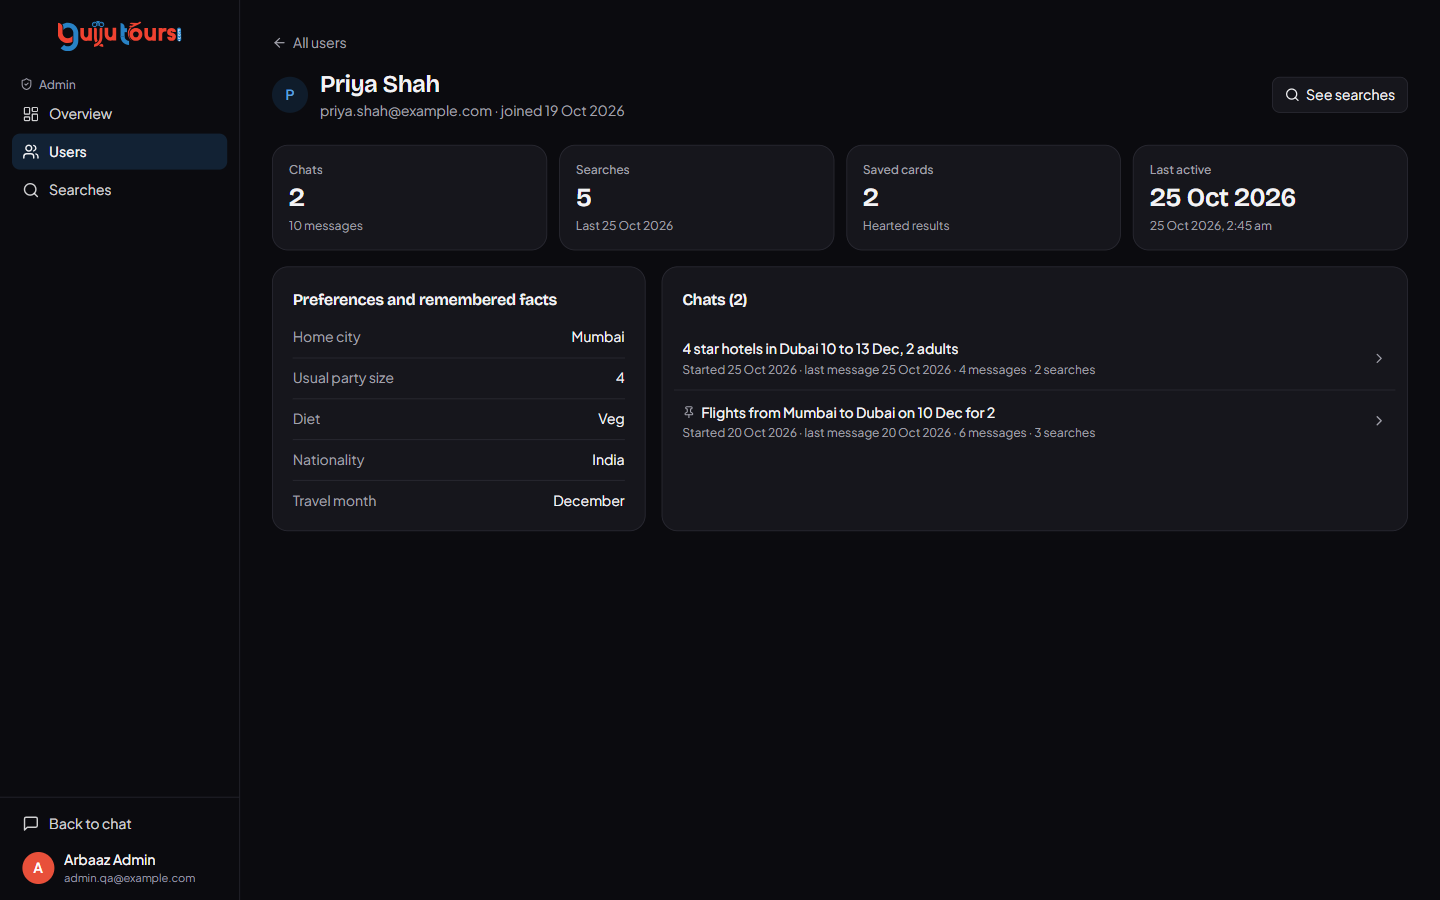 gujju tours
Admin
Overview
Users
Searches
Back to chat
A
Arbaaz Admin
admin.qa@example.com
All users
P
Priya Shah
priya.shah@example.com · joined 19 Oct 2026
See searches
Chats
2
10 messages
Searches
5
Last 25 Oct 2026
Saved cards
2
Hearted results
Last active
25 Oct 2026
25 Oct 2026, 2:45 am
Preferences and remembered facts
Home city Mumbai
Usual party size 4
Diet Veg
Nationality India
Travel month December
Chats (2)
4 star hotels in Dubai 10 to 13 Dec, 2 adults
Started 25 Oct 2026 · last message 25 Oct 2026 · 4 messages · 2 searches
Flights from Mumbai to Dubai on 10 Dec for 2
Started 20 Oct 2026 · last message 20 Oct 2026 · 6 messages · 3 searches